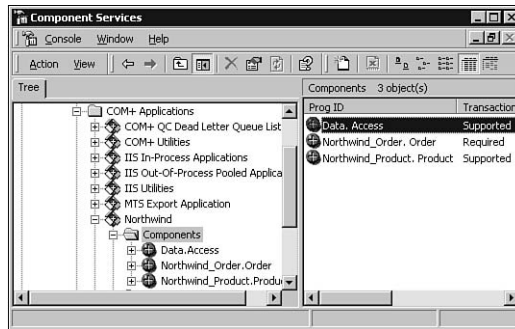 Component Services
Console Window Help
Action View
Tree
Components 3 object(s)
COM+ Applications
COM+ QC Dead Letter Queue List
COM+ Utilities
IIS In-Process Applications
IIS Out-Of-Process Pooled Applica
IIS Utilities
MTS Export Application
Northwind
Components
Data.Access
Northwind_Order.Order
Northwind_Product.Produ
Prog ID Transaction
Data. Access Supported
Northwind_Order. Order Required
Northwind_Product. Product Supported